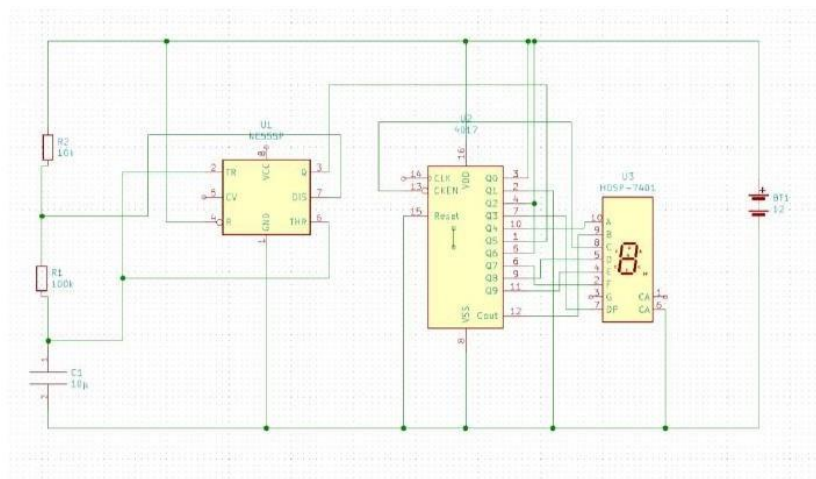 R2
10k
R1
100k
C1
10µ
1
2
U1
NE555P
2
5
4
TR
CV
R
VCC
8
GND
1
Q
DIS
THR
3
7
6
U2
4017
16
VDD
14
13
15
CLK
CKEN
Reset
Q0
Q1
Q2
Q3
Q4
Q5
Q6
Q7
Q8
Q9
Cout
3
2
4
7
10
1
5
6
9
11
12
VSS
8
U3
HDSP-7401
10
9
8
5
4
2
3
7
A
B
C
D
E
F
G
DP
CA
CA
1
6
+
BT1
12